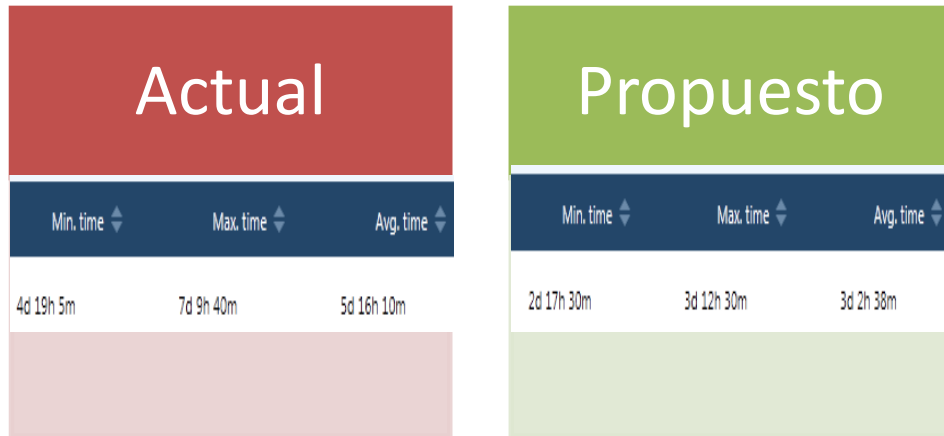 Actual
Min. time Max. time Avg. time
4d 19h 5m 7d 9h 40m 5d 16h 10m
Propuesto
Min. time Max. time Avg. time
2d 17h 30m 3d 12h 30m 3d 2h 38m